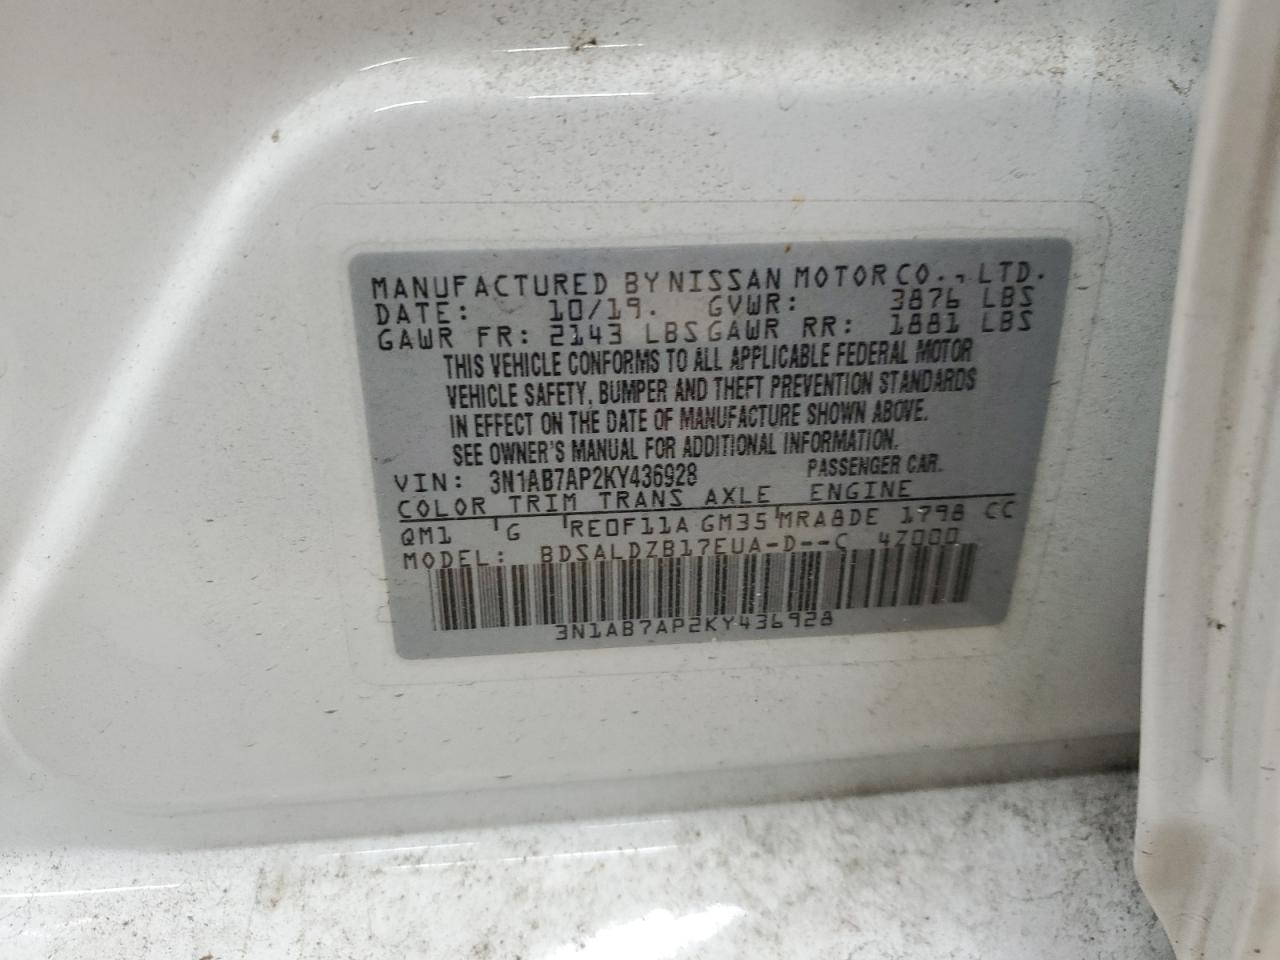 MANUFACTURED BY NISSAN MOTOR CO., LTD.
DATE: 10/19. GVWR: 3876 LBS
GAWR FR: 2143 LBS GAWR RR: 1881 LBS
THIS VEHICLE CONFORMS TO ALL APPLICABLE FEDERAL MOTOR
VEHICLE SAFETY, BUMPER AND THEFT PREVENTION STANDARDS
IN EFFECT ON THE DATE OF MANUFACTURE SHOWN ABOVE.
SEE OWNER'S MANUAL FOR ADDITIONAL INFORMATION.
VIN: 3N1AB7AP2KY436928 PASSENGER CAR.
COLOR TRIM TRANS AXLE ENGINE
QM1 G RE0F11A GM35 MRA8DE 1798 CC
MODEL: BDSALDZB17EUA-D--C 4Z000
3N1AB7AP2KY436928